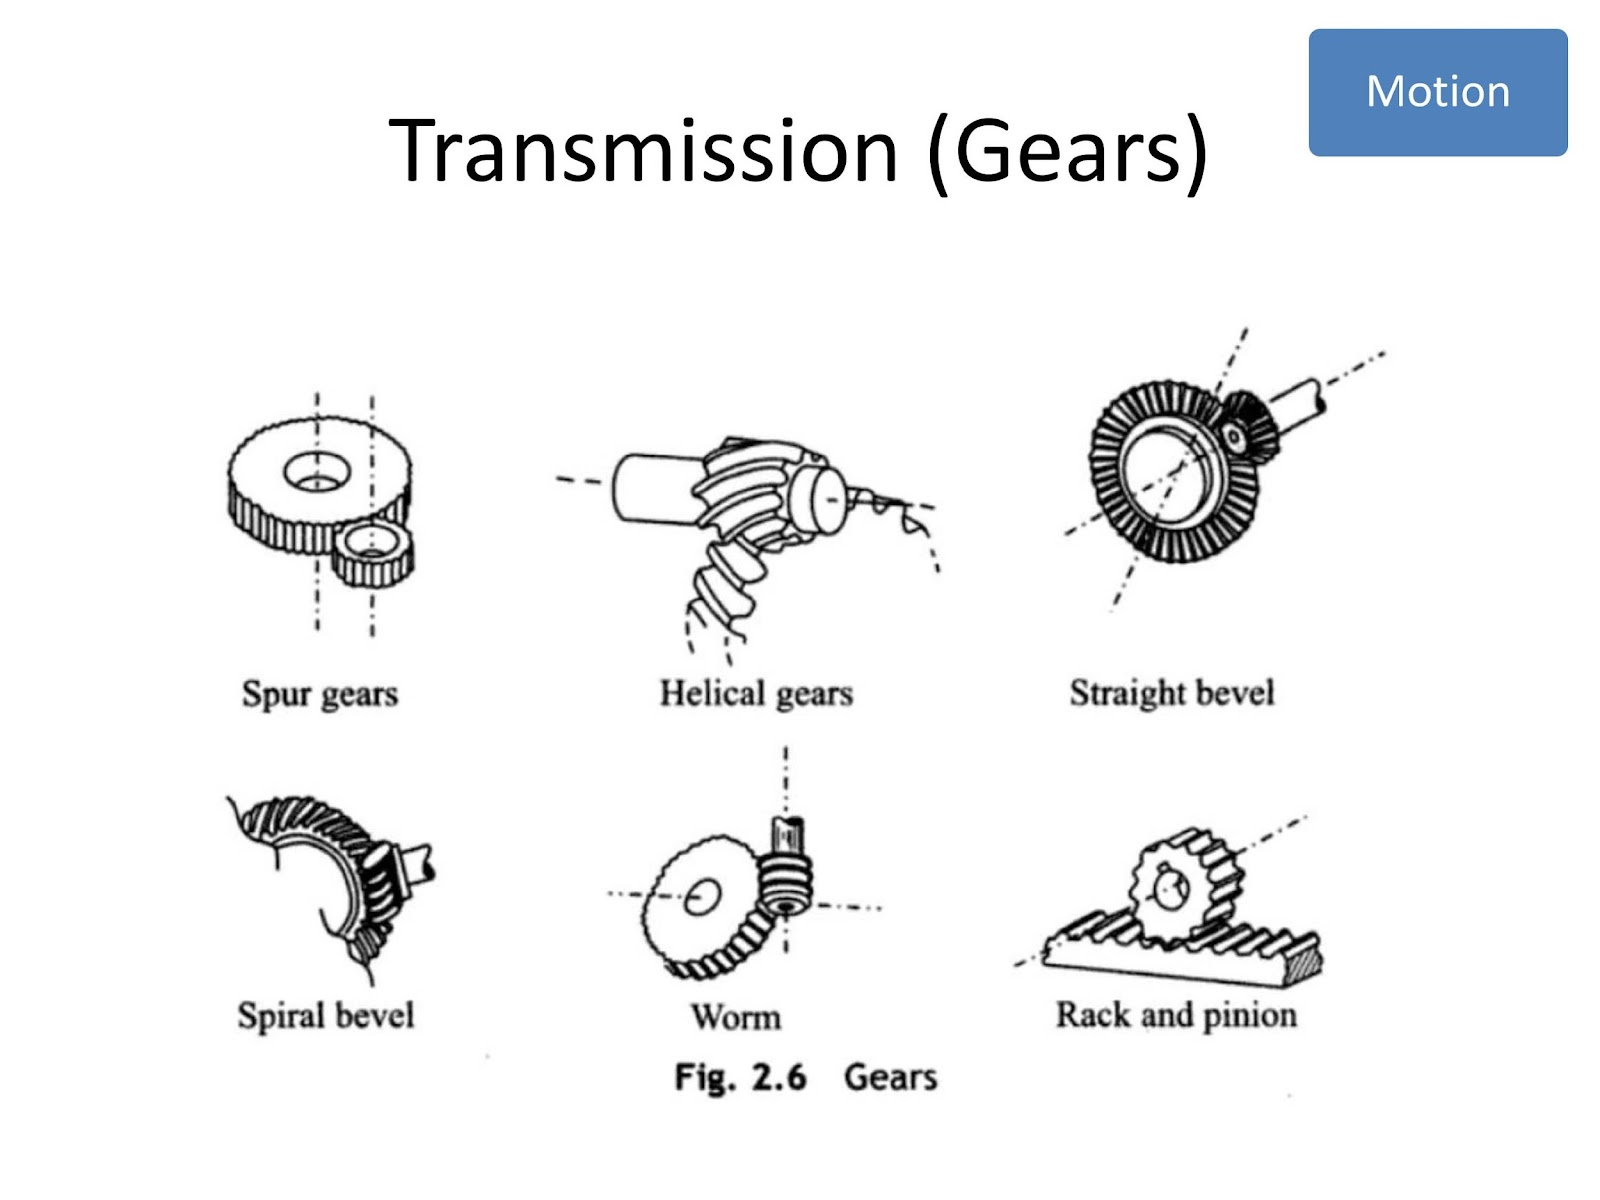 Motion
Transmission (Gears)
Spur gears
Helical gears
Straight bevel
Spiral bevel
Worm
Rack and pinion
Fig. 2.6 Gears